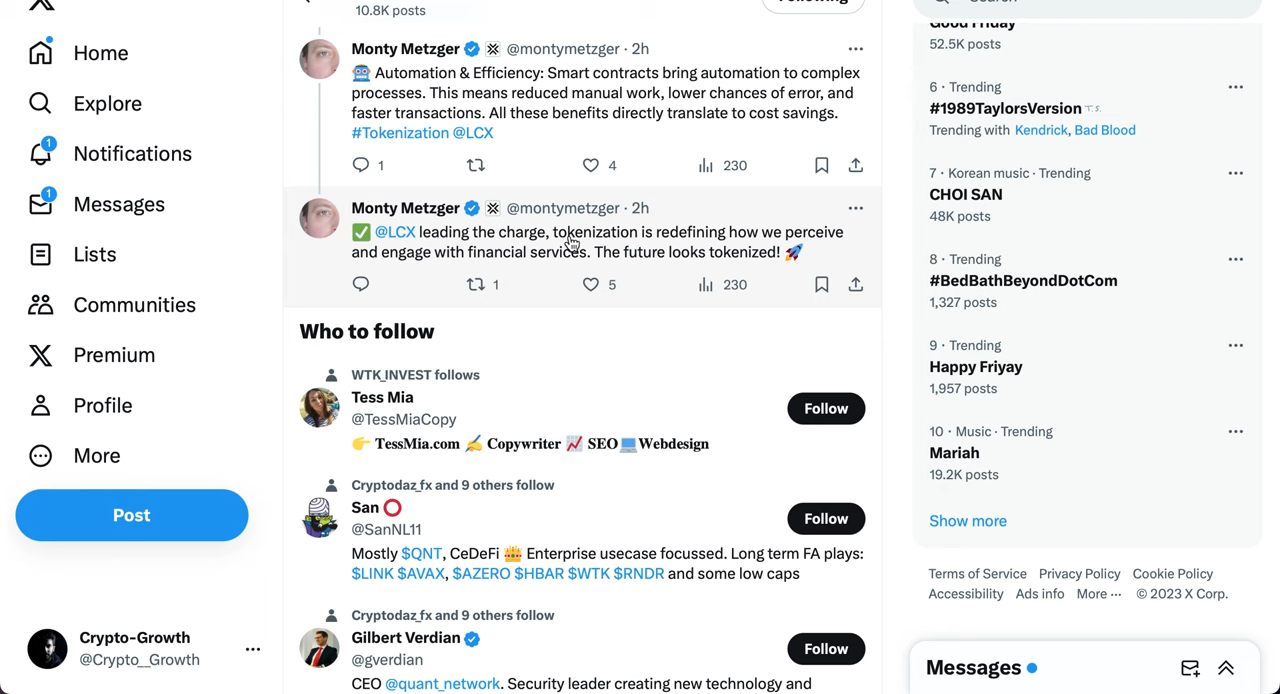 Home
Explore
1
Notifications
1
Messages
Lists
Communities
Premium
Profile
More
Post
Crypto-Growth
@Crypto__Growth
10.8K posts
Following
Monty Metzger @montymetzger · 2h
🤖 Automation & Efficiency: Smart contracts bring automation to complex
processes. This means reduced manual work, lower chances of error, and
faster transactions. All these benefits directly translate to cost savings.
#Tokenization @LCX
1 4 230
Monty Metzger @montymetzger · 2h
✅ @LCX leading the charge, tokenization is redefining how we perceive
and engage with financial services. The future looks tokenized! 🚀
1 5 230
Who to follow
WTK_INVEST follows
Tess Mia
@TessMiaCopy
Follow
👉 TessMia.com ✍ Copywriter 📈 SEO💻Webdesign
Cryptodaz_fx and 9 others follow
San ⭕
@SanNL11
Follow
Mostly $QNT, CeDeFi 👑 Enterprise usecase focussed. Long term FA plays:
$LINK $AVAX, $AZERO $HBAR $WTK $RNDR and some low caps
Cryptodaz_fx and 9 others follow
Gilbert Verdian
@gverdian
Follow
CEO @quant_network. Security leader creating new technology and
Search
Good Friday
52.5K posts
6 · Trending
#1989TaylorsVersion T.S.
Trending with Kendrick, Bad Blood
7 · Korean music · Trending
CHOI SAN
48K posts
8 · Trending
#BedBathBeyondDotCom
1,327 posts
9 · Trending
Happy Friyay
1,957 posts
10 · Music · Trending
Mariah
19.2K posts
Show more
Terms of Service Privacy Policy Cookie Policy
Accessibility Ads info More ··· © 2023 X Corp.
Messages